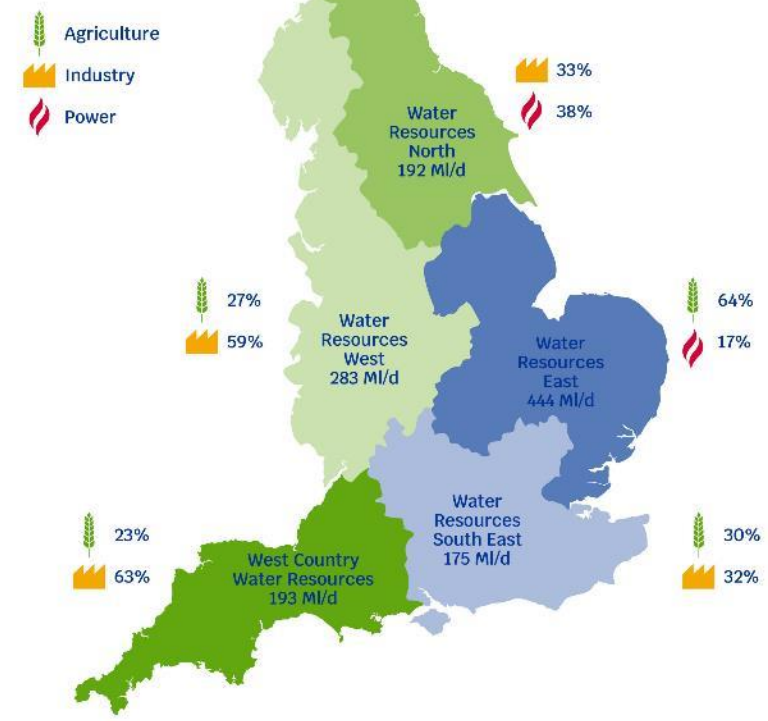 Agriculture
Industry
Power
33%
38%
Water
Resources
North
192 Ml/d
27%
59%
Water
Resources
West
283 Ml/d
64%
17%
Water
Resources
East
444 Ml/d
23%
63%
West Country
Water Resources
193 Ml/d
Water
Resources
South East
175 Ml/d
30%
32%